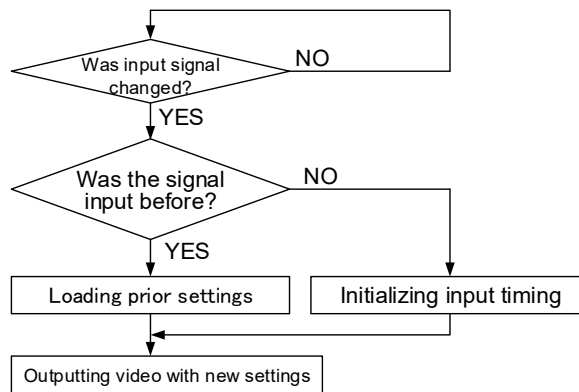 Was input signal
changed?
NO
YES
Was the signal
input before?
NO
YES
Loading prior settings
Initializing input timing
Outputting video with new settings